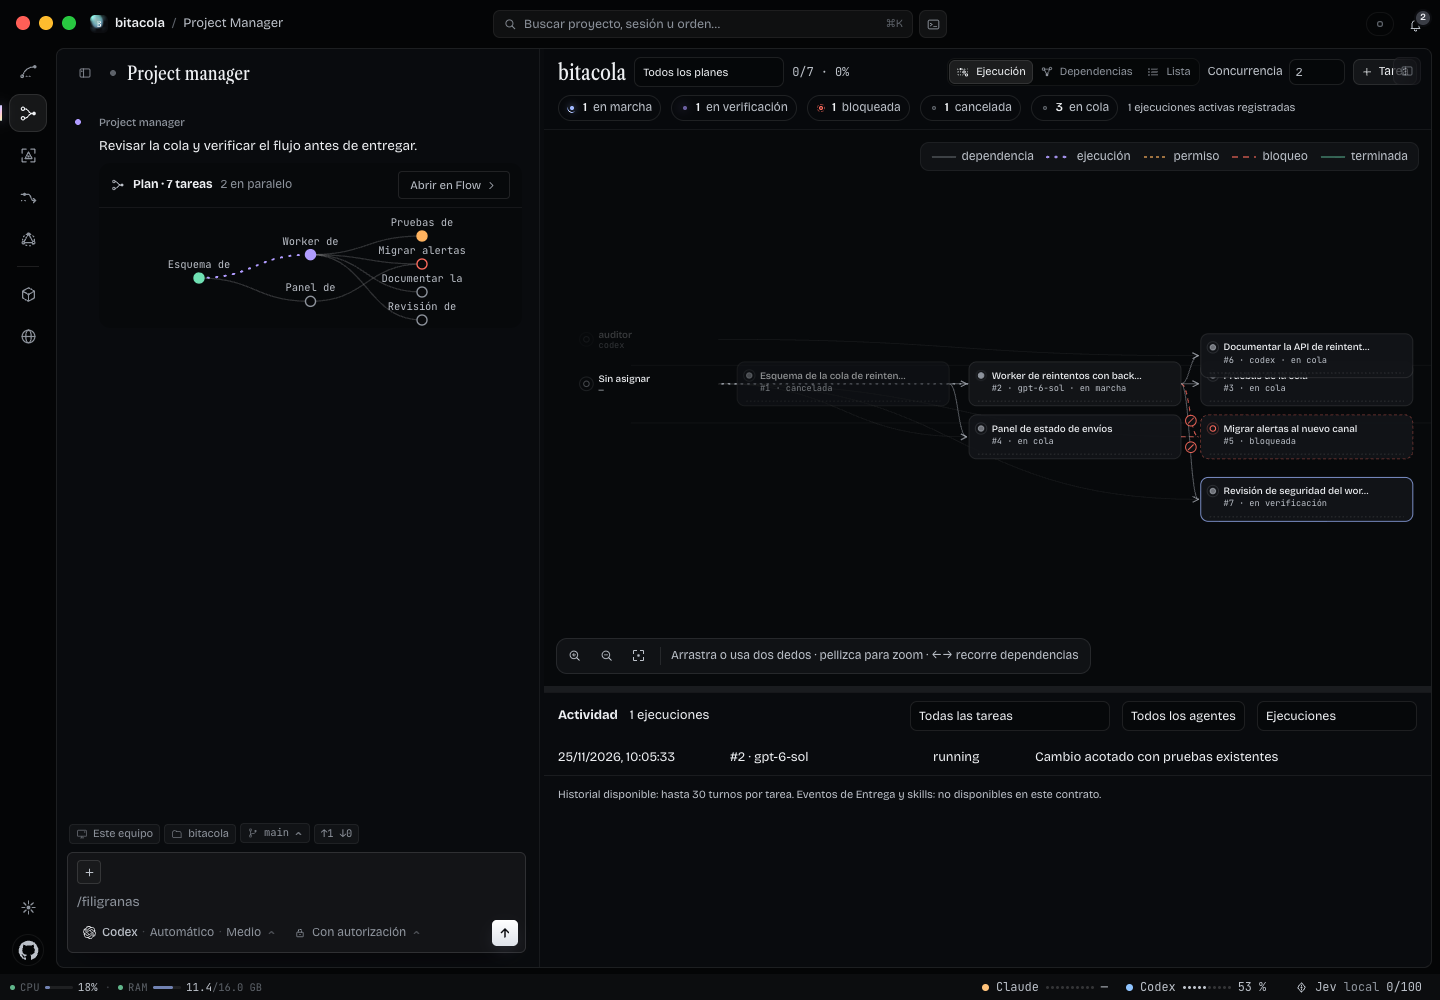 bitacola / Project Manager
Buscar proyecto, sesión u orden... ⌘K
2
Project manager
Project manager
Revisar la cola y verificar el flujo antes de entregar.
Plan · 7 tareas 2 en paralelo
Abrir en Flow
Pruebas de
Worker de
Migrar alertas
Esquema de
Documentar la
Panel de
Revisión de
Este equipo
bitacola
main
↑1 ↓0
/filigranas
Codex · Automático · Medio
Con autorización
bitacola
Todos los planes
0/7 · 0%
Ejecución
Dependencias
Lista
Concurrencia
2
1 en marcha
1 en verificación
1 bloqueada
1 cancelada
3 en cola
1 ejecuciones activas registradas
dependencia
ejecución
permiso
bloqueo
terminada
auditor
codex
Sin asignar
—
Esquema de la cola de reinten...
#1 · cancelada
Worker de reintentos con back...
#2 · gpt-6-sol · en marcha
Panel de estado de envíos
#4 · en cola
Documentar la API de reintent...
#6 · codex · en cola
#3 · en cola
Migrar alertas al nuevo canal
#5 · bloqueada
Revisión de seguridad del wor...
#7 · en verificación
Arrastra o usa dos dedos · pellizca para zoom · ←→ recorre dependencias
Actividad 1 ejecuciones
Todas las tareas
Todos los agentes
Ejecuciones
25/11/2026, 10:05:33 #2 · gpt-6-sol running Cambio acotado con pruebas existentes
Historial disponible: hasta 30 turnos por tarea. Eventos de Entrega y skills: no disponibles en este contrato.
CPU 18% · RAM 11.4/16.0 GB
Claude —
Codex 53 %
Jev local 0/100